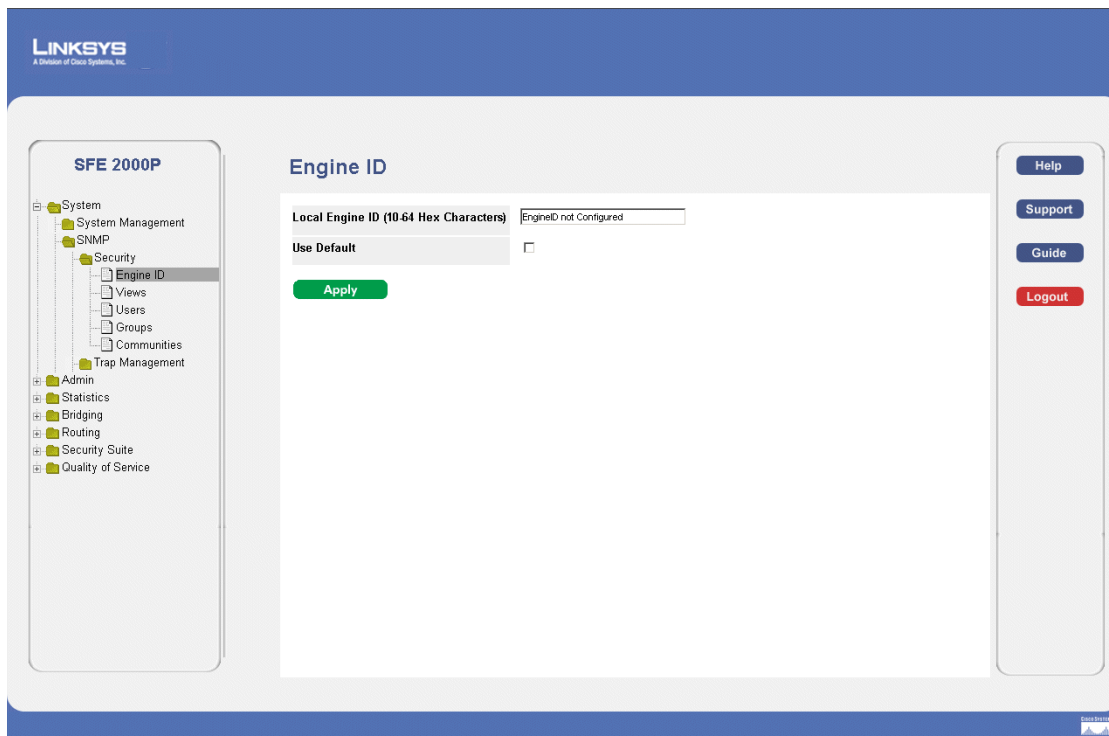 LINKSYS
A Division of Cisco Systems, Inc.
SFE 2000P
System
System Management
SNMP
Security
Engine ID
Views
Users
Groups
Communities
Trap Management
Admin
Statistics
Bridging
Routing
Security Suite
Quality of Service
Engine ID
Local Engine ID (10-64 Hex Characters) EngineID not Configured
Use Default
Apply
Help
Support
Guide
Logout